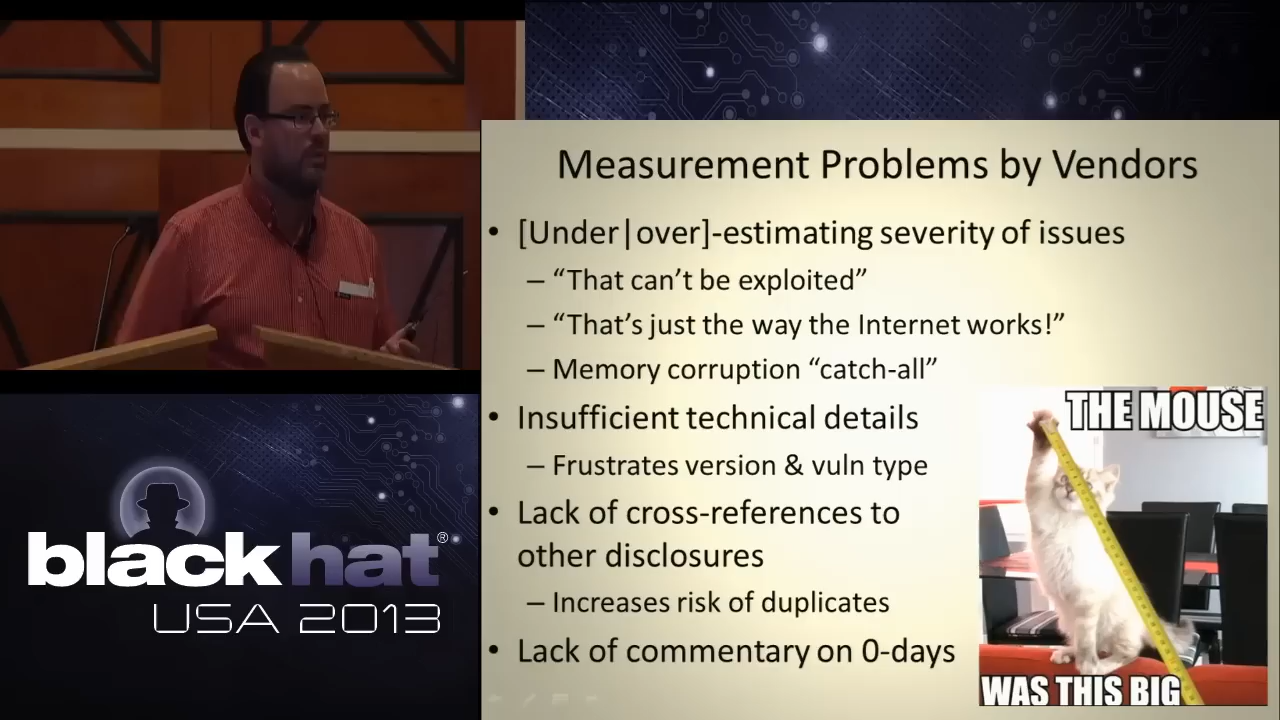 Measurement Problems by Vendors
• [Under|over]-estimating severity of issues
– “That can’t be exploited”
– “That’s just the way the Internet works!”
– Memory corruption “catch-all”
• Insufficient technical details
– Frustrates version & vuln type
• Lack of cross-references to
other disclosures
– Increases risk of duplicates
• Lack of commentary on 0-days
THE MOUSE
WAS THIS BIG
blackhat®
USA 2013